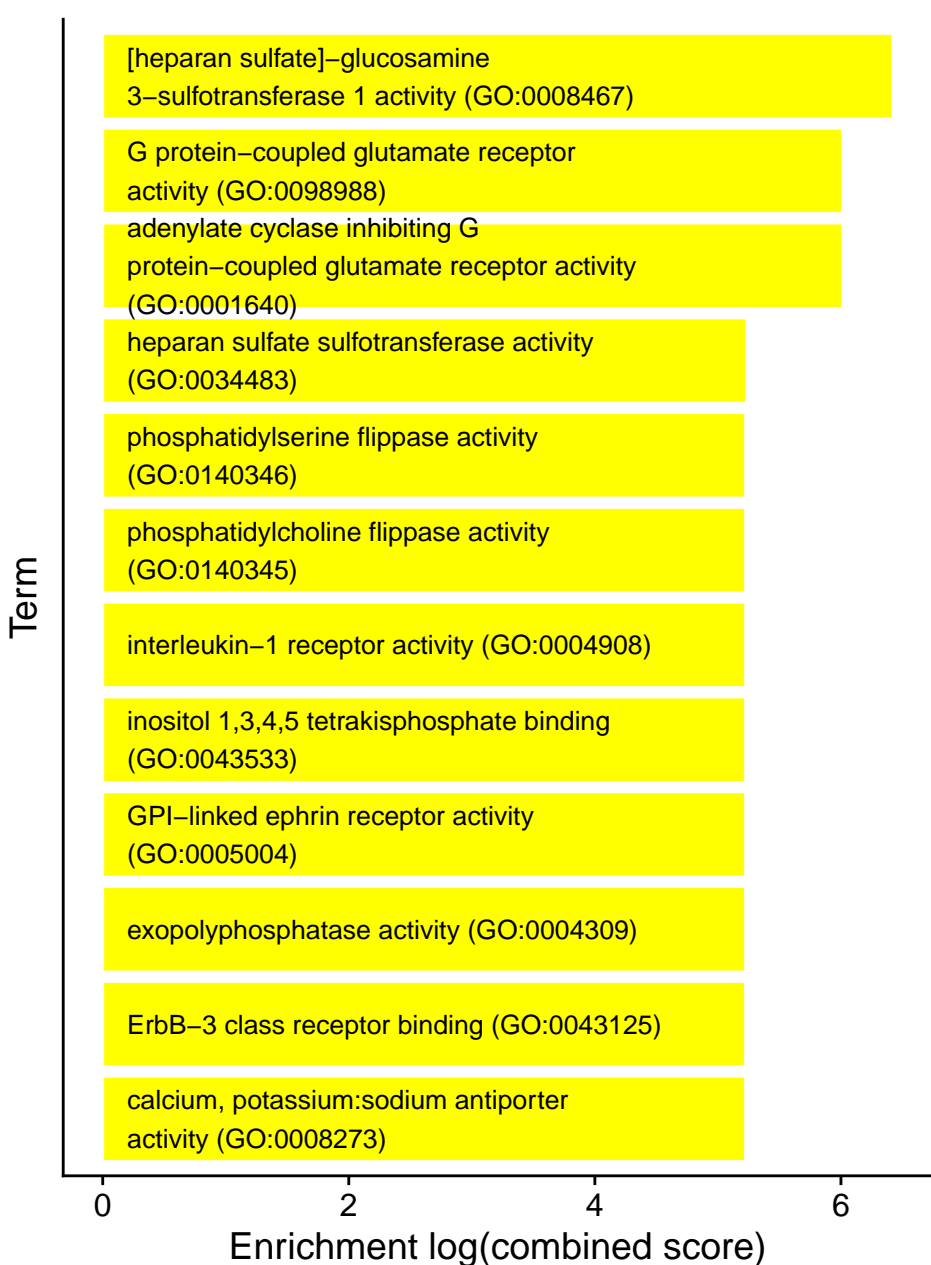 [heparan sulfate]−glucosamine
3−sulfotransferase 1 activity (GO:0008467)
G protein−coupled glutamate receptor
activity (GO:0098988)
adenylate cyclase inhibiting G
protein−coupled glutamate receptor activity
(GO:0001640)
heparan sulfate sulfotransferase activity
(GO:0034483)
phosphatidylserine flippase activity
(GO:0140346)
phosphatidylcholine flippase activity
(GO:0140345)
interleukin−1 receptor activity (GO:0004908)
inositol 1,3,4,5 tetrakisphosphate binding
(GO:0043533)
GPI−linked ephrin receptor activity
(GO:0005004)
exopolyphosphatase activity (GO:0004309)
ErbB−3 class receptor binding (GO:0043125)
calcium, potassium:sodium antiporter
activity (GO:0008273)
Term
0 2 4 6
Enrichment log(combined score)